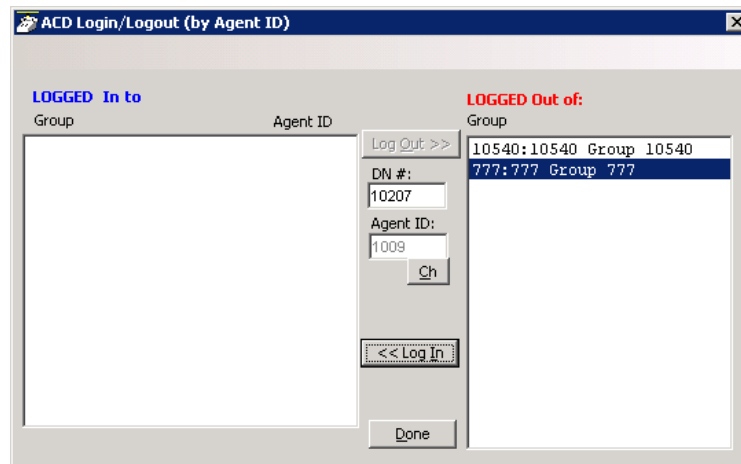 ACD Login/Logout (by Agent ID)
LOGGED In to
Group Agent ID
Log Out >>
DN #:
10207
Agent ID:
1009
Ch
<< Log In
Done
LOGGED Out of:
Group
10540:10540 Group 10540
777:777 Group 777